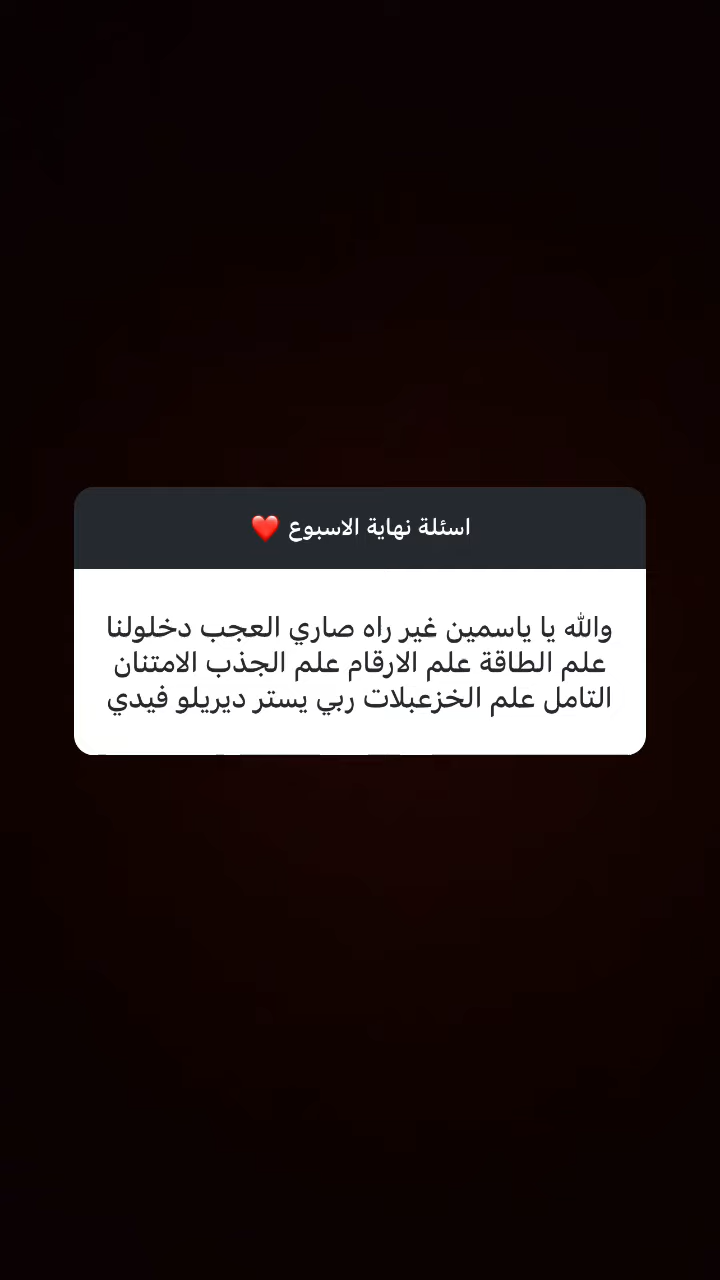 اسئلة نهاية الاسبوع ❤️
والله يا ياسمين غير راه صاري العجب دخلولنا
علم الطاقة علم الارقام علم الجذب الامتنان
التامل علم الخزعبلات ربي يستر ديريلو فيدي